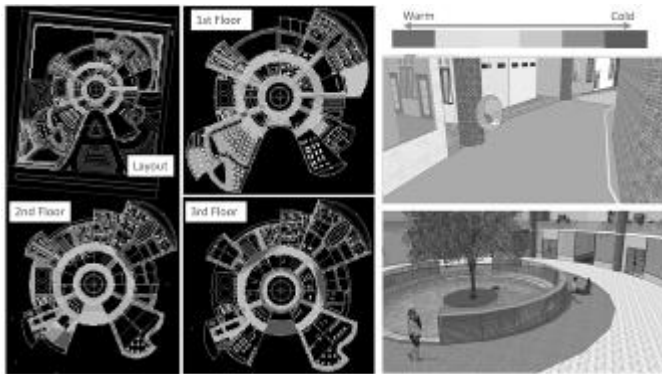 1st Floor
Warm Cold
Layout
2nd Floor
3rd Floor